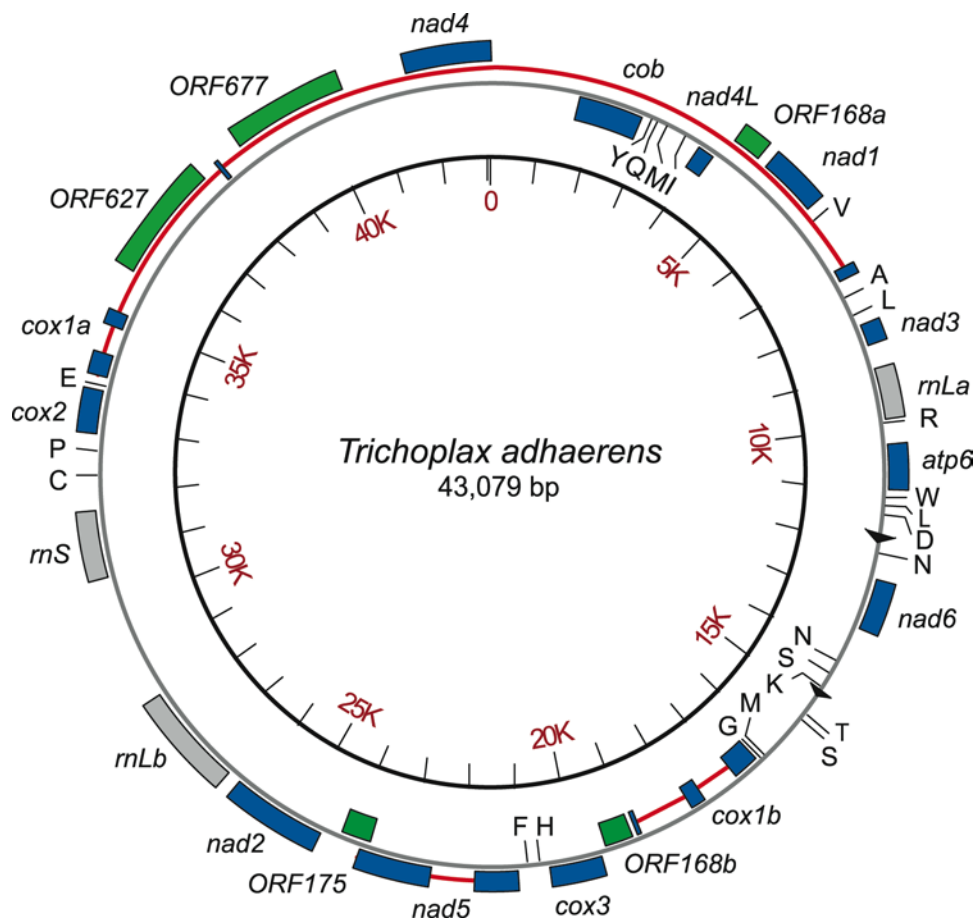 nad4
cob
nad4L
ORF168a
nad1
V
A
L
nad3
rnLa
R
atp6
W
L
D
N
nad6
N
S
K
T
S
M
G
cox1b
ORF168b
cox3
H
F
nad5
ORF175
nad2
rnLb
rnS
C
P
cox2
E
cox1a
ORF627
ORF677
YQMI
0
5K
10K
15K
20K
25K
30K
35K
40K
Trichoplax adhaerens
43,079 bp